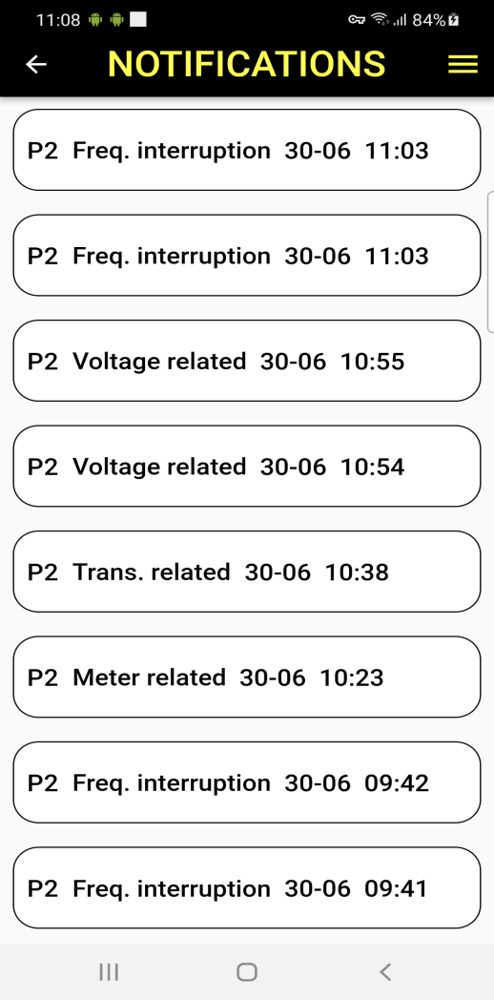 11:08 84%
NOTIFICATIONS
P2 Freq. interruption 30-06 11:03
P2 Freq. interruption 30-06 11:03
P2 Voltage related 30-06 10:55
P2 Voltage related 30-06 10:54
P2 Trans. related 30-06 10:38
P2 Meter related 30-06 10:23
P2 Freq. interruption 30-06 09:42
P2 Freq. interruption 30-06 09:41